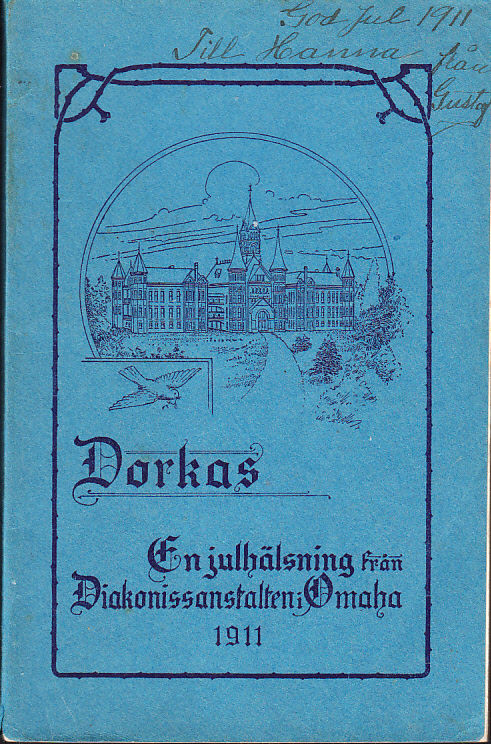 God Jul 1911
Till Hanna från
Gustaf
Dorkas
En julhälsning från
Diakonissanstalten i Omaha
1911